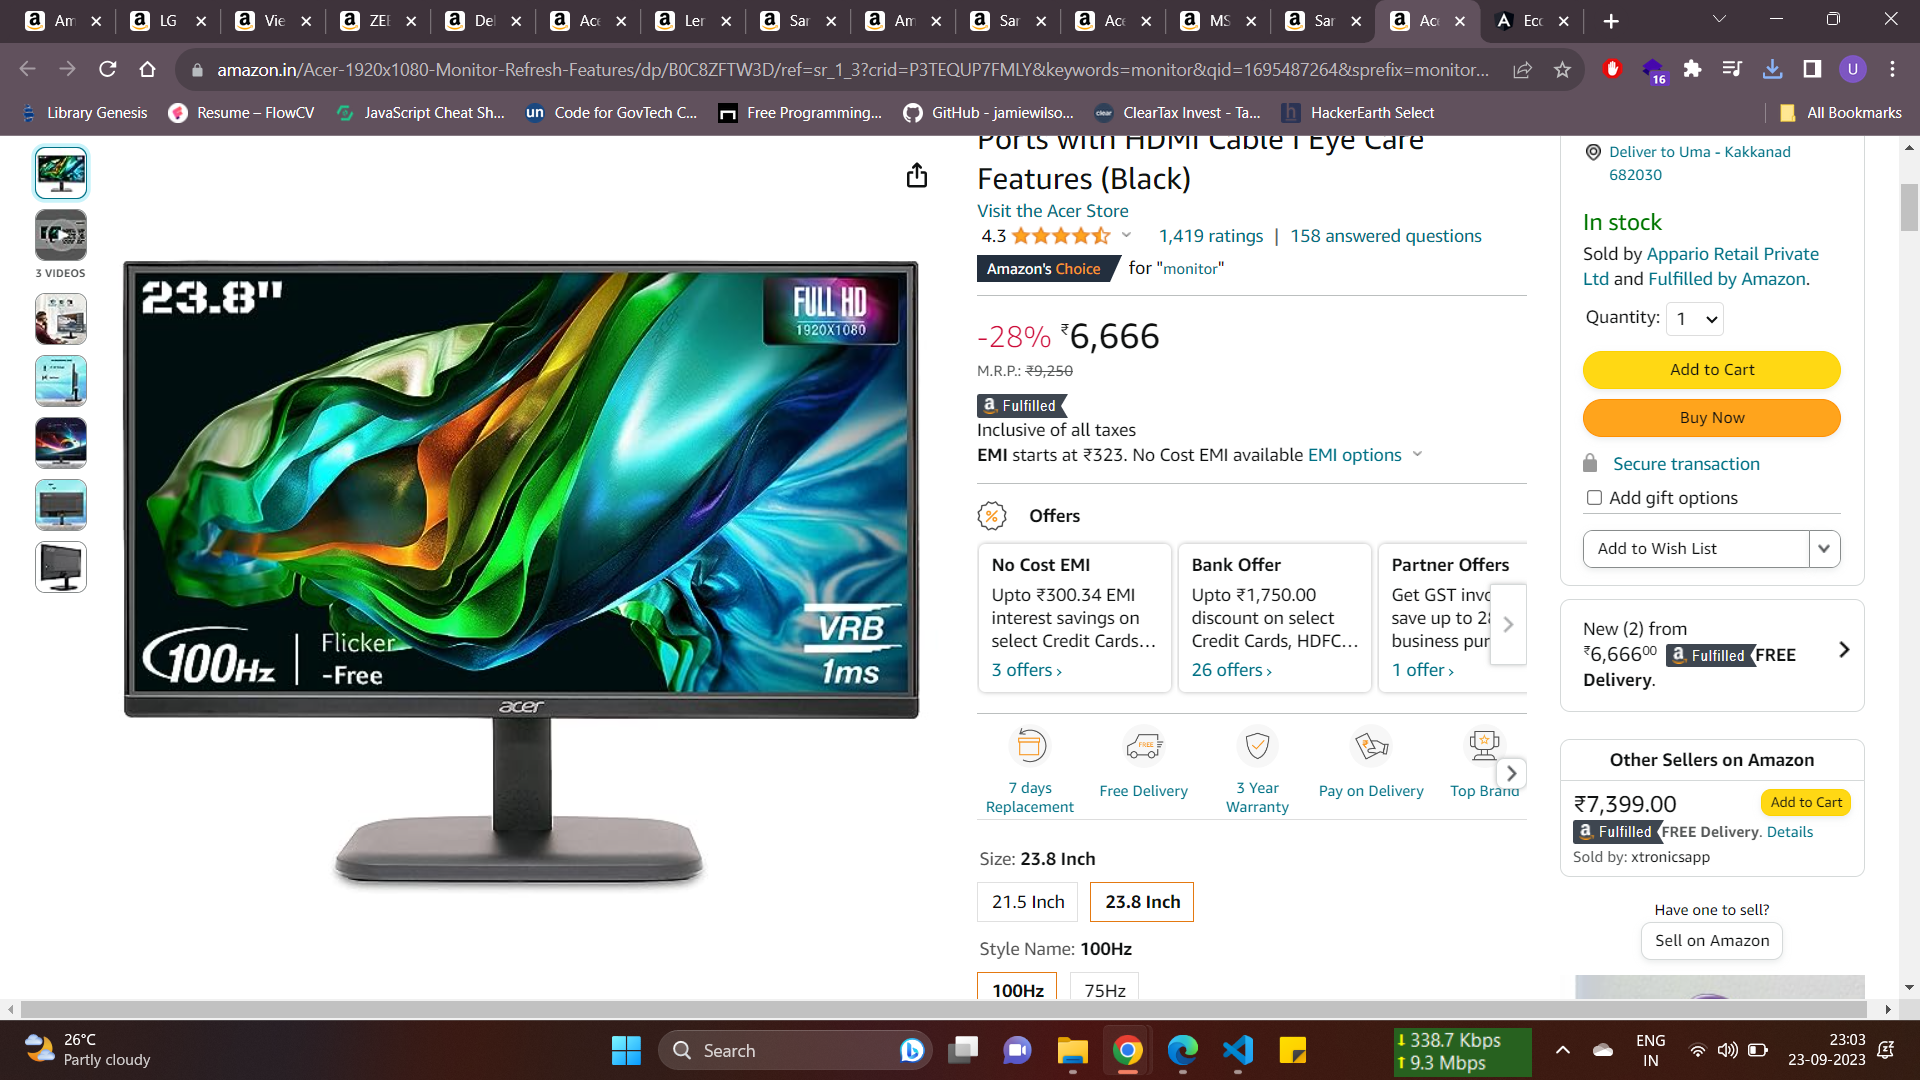 Am
LG
Vie
ZEE
Del
Ace
Len
San
Am
San
Ace
MS
San
Ace
Ecc
amazon.in/Acer-1920x1080-Monitor-Refresh-Features/dp/B0C8ZFTW3D/ref=sr_1_3?crid=P3TEQUP7FMLY&keywords=monitor&qid=1695487264&sprefix=monitor...
16
U
Library Genesis
Resume – FlowCV
JavaScript Cheat Sh...
un
Code for GovTech C...
Free Programming...
GitHub - jamiewilso...
clear
ClearTax Invest - Ta...
h
HackerEarth Select
All Bookmarks
3 VIDEOS
23.8"
FULL HD
1920X1080
100Hz
Flicker
-Free
VRB
1ms
acer
Ports with HDMI Cable I Eye Care
Features (Black)
Visit the Acer Store
4.3
1,419 ratings | 158 answered questions
Amazon's Choice for "monitor"
-28% ₹6,666
M.R.P.: ₹9,250
a Fulfilled
Inclusive of all taxes
EMI starts at ₹323. No Cost EMI available EMI options
Offers
No Cost EMI
Upto ₹300.34 EMI
interest savings on
select Credit Cards…
3 offers ›
Bank Offer
Upto ₹1,750.00
discount on select
Credit Cards, HDFC…
26 offers ›
Partner Offers
Get GST invo
save up to 28
business pur
1 offer ›
FREE
7 days
Replacement
Free Delivery
3 Year
Warranty
Pay on Delivery
Top Brand
Size: 23.8 Inch
21.5 Inch
23.8 Inch
Style Name: 100Hz
100Hz
75Hz
Deliver to Uma - Kakkanad
682030
In stock
Sold by Appario Retail Private
Ltd and Fulfilled by Amazon.
Quantity: 1
Add to Cart
Buy Now
Secure transaction
Add gift options
Add to Wish List
New (2) from
₹6,666⁰⁰ a Fulfilled FREE
Delivery.
Other Sellers on Amazon
₹7,399.00
Add to Cart
a Fulfilled FREE Delivery. Details
Sold by: xtronicsapp
Have one to sell?
Sell on Amazon
26°C
Partly cloudy
Search
338.7 Kbps
9.3 Mbps
ENG
IN
23:03
23-09-2023